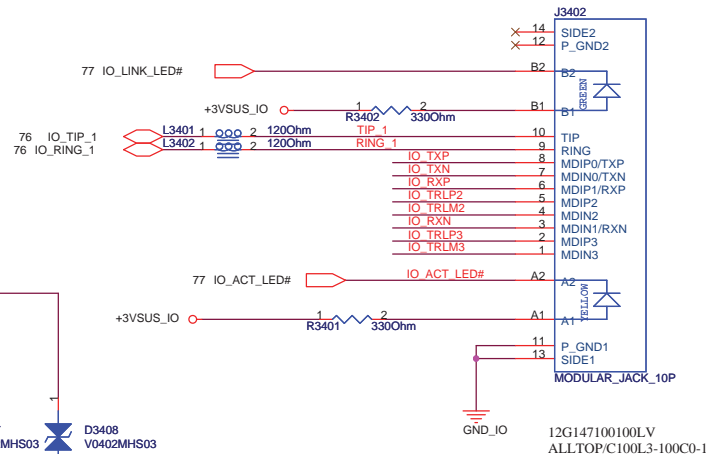 J3402
14 SIDE2
12 P_GND2
77 IO_LINK_LED# B2 B2
GREEN
+3VSUS_IO 1 2 B1 B1
R3402 330Ohm
76 IO_TIP_1 L3401 1 2 120Ohm TIP_1 10 TIP
76 IO_RING_1 L3402 1 2 120Ohm RING_1 9 RING
IO_TXP 8 MDIP0/TXP
IO_TXN 7 MDIN0/TXN
IO_RXP 6 MDIP1/RXP
IO_TRLP2 5 MDIP2
IO_TRLM2 4 MDIN2
IO_RXN 3 MDIN1/RXN
IO_TRLP3 2 MDIP3
IO_TRLM3 1 MDIN3
77 IO_ACT_LED# IO_ACT_LED# A2 A2
YELLOW
+3VSUS_IO 1 2 A1 A1
R3401 330Ohm
11 P_GND1
13 SIDE1
MODULAR_JACK_10P
1
GND_IO
D3408
MHS03 V0402MHS03
12G147100100LV
ALLTOP/C100L3-100C0-1